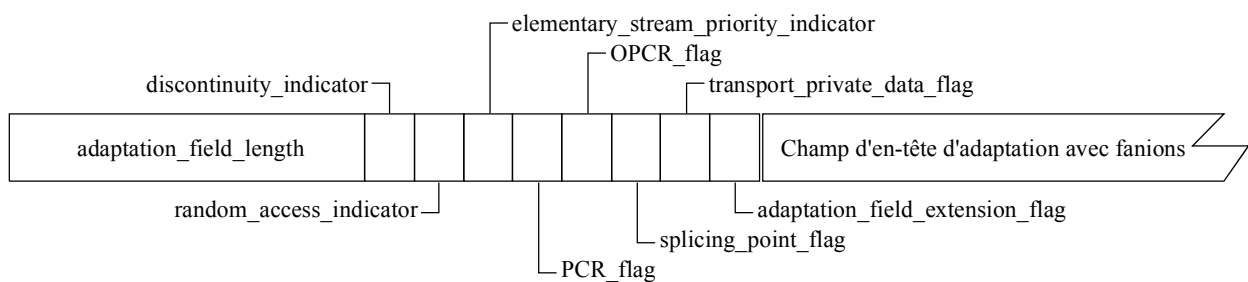 elementary_stream_priority_indicator
OPCR_flag
discontinuity_indicator
transport_private_data_flag
adaptation_field_length
Champ d'en-tête d'adaptation avec fanions
random_access_indicator
adaptation_field_extension_flag
splicing_point_flag
PCR_flag